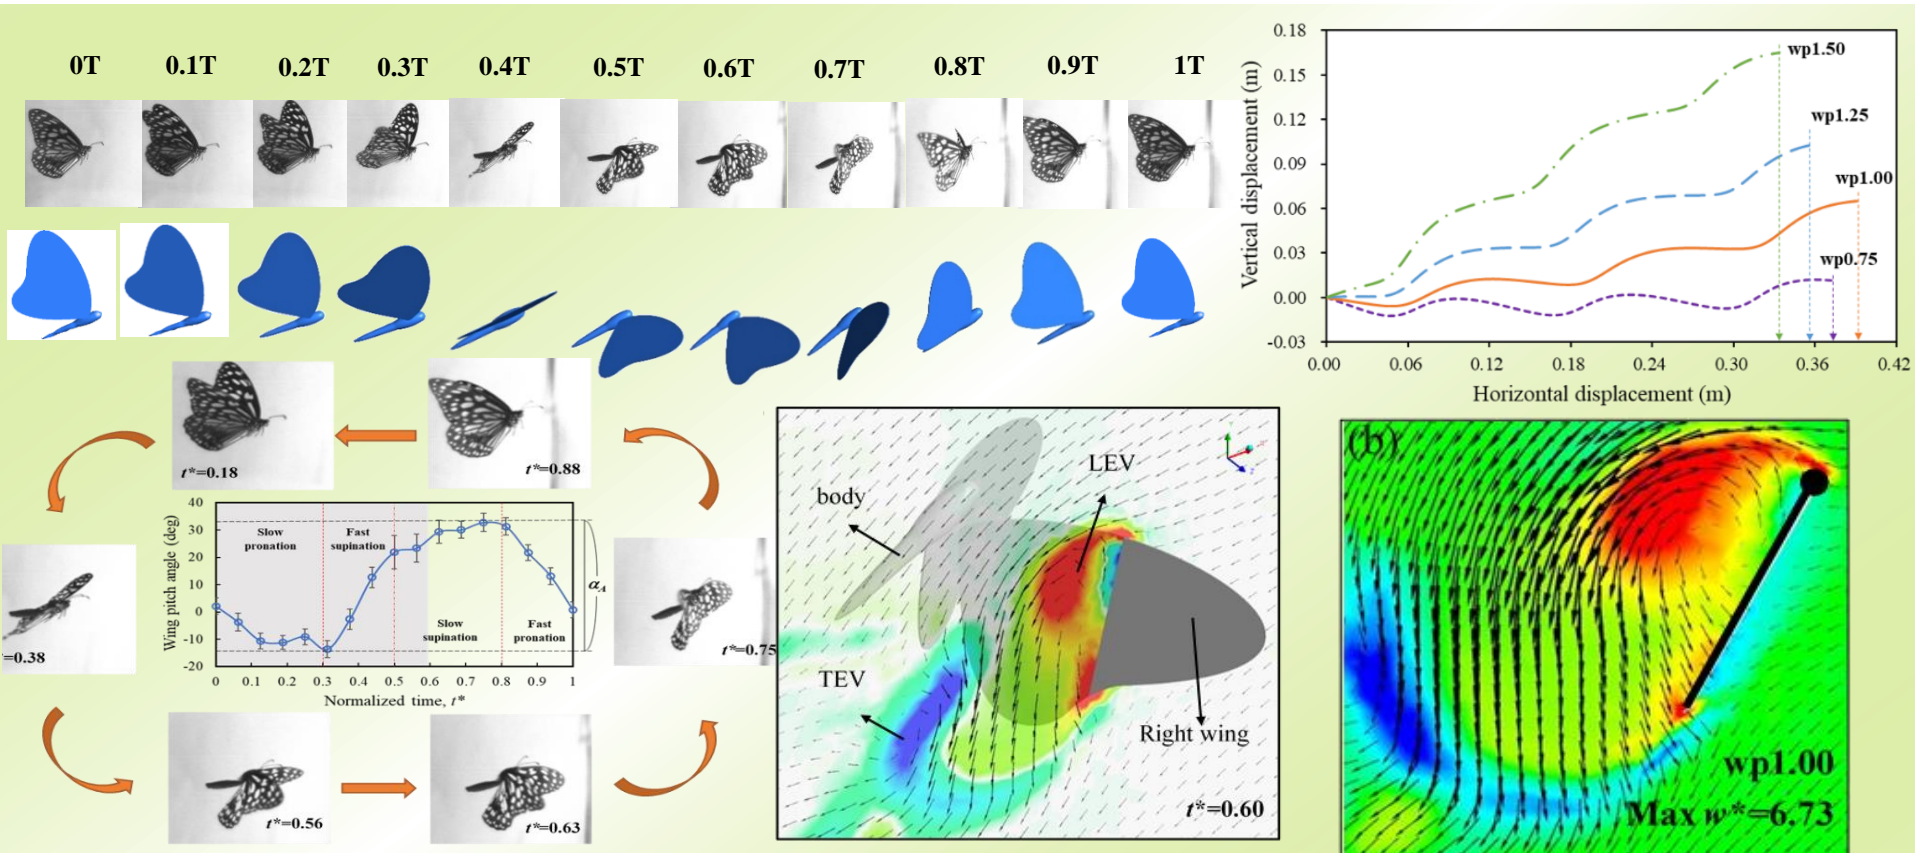 0T 0.1T 0.2T 0.3T 0.4T 0.5T 0.6T 0.7T 0.8T 0.9T 1T
0.18
0.15
0.12
0.09
0.06
0.03
0.00
-0.03
Vertical displacement (m)
wp1.50
wp1.25
wp1.00
wp0.75
0.00 0.06 0.12 0.18 0.24 0.30 0.36 0.42
Horizontal displacement (m)
t*=0.18
t*=0.88
=0.38
t*=0.75
40
30
20
10
0
-10
-20
Wing pitch angle (deg)
Slow
pronation
Fast
supination
Slow
supination
Fast
pronation
αA
0 0.1 0.2 0.3 0.4 0.5 0.6 0.7 0.8 0.9 1
Normalized time, t*
t*=0.56
t*=0.63
LEV
body
TEV
Right wing
t*=0.60
(b)
wp1.00
Max w*=6.73